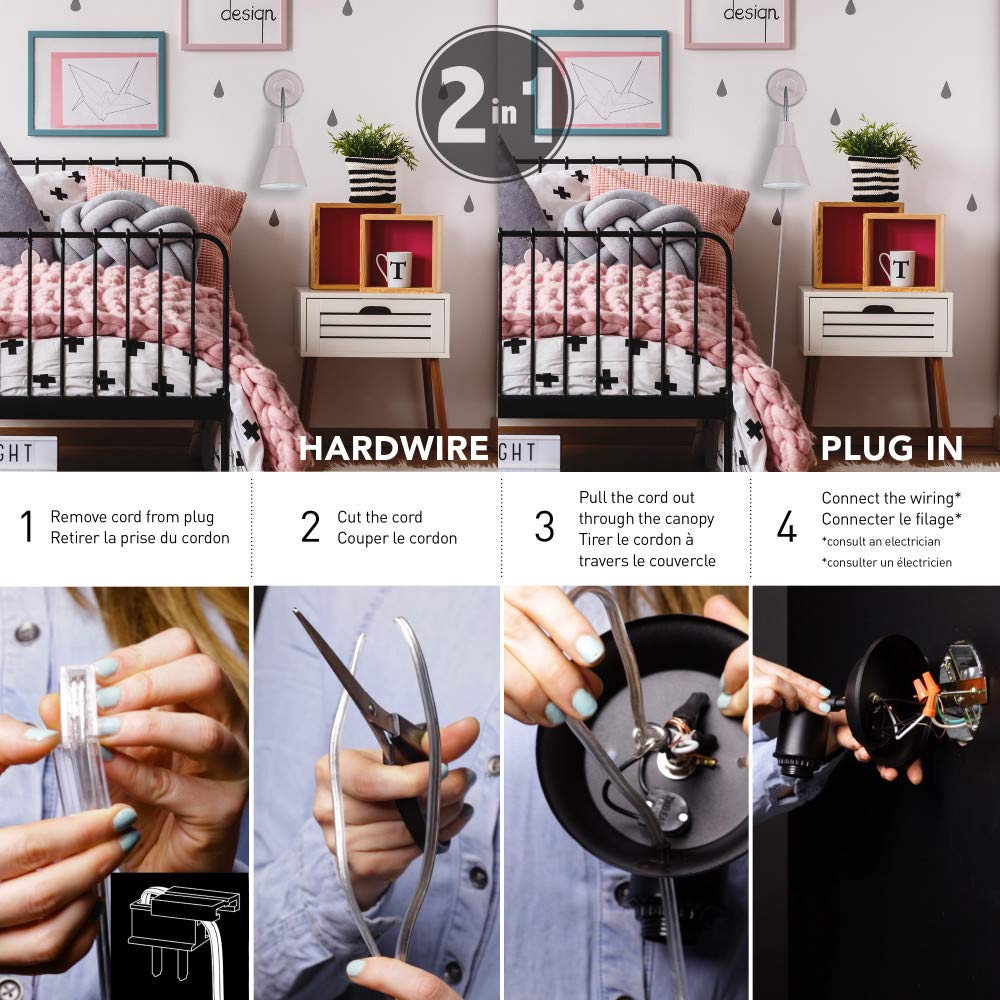 design
design
2 in 1
T
T
GHT
HARDWIRE
GHT
PLUG IN
1
Remove cord from plug
Retirer la prise du cordon
2
Cut the cord
Couper le cordon
3
Pull the cord out
through the canopy
Tirer le cordon à
travers le couvercle
4
Connect the wiring*
Connecter le filage*
*consult an electrician
*consulter un électricien